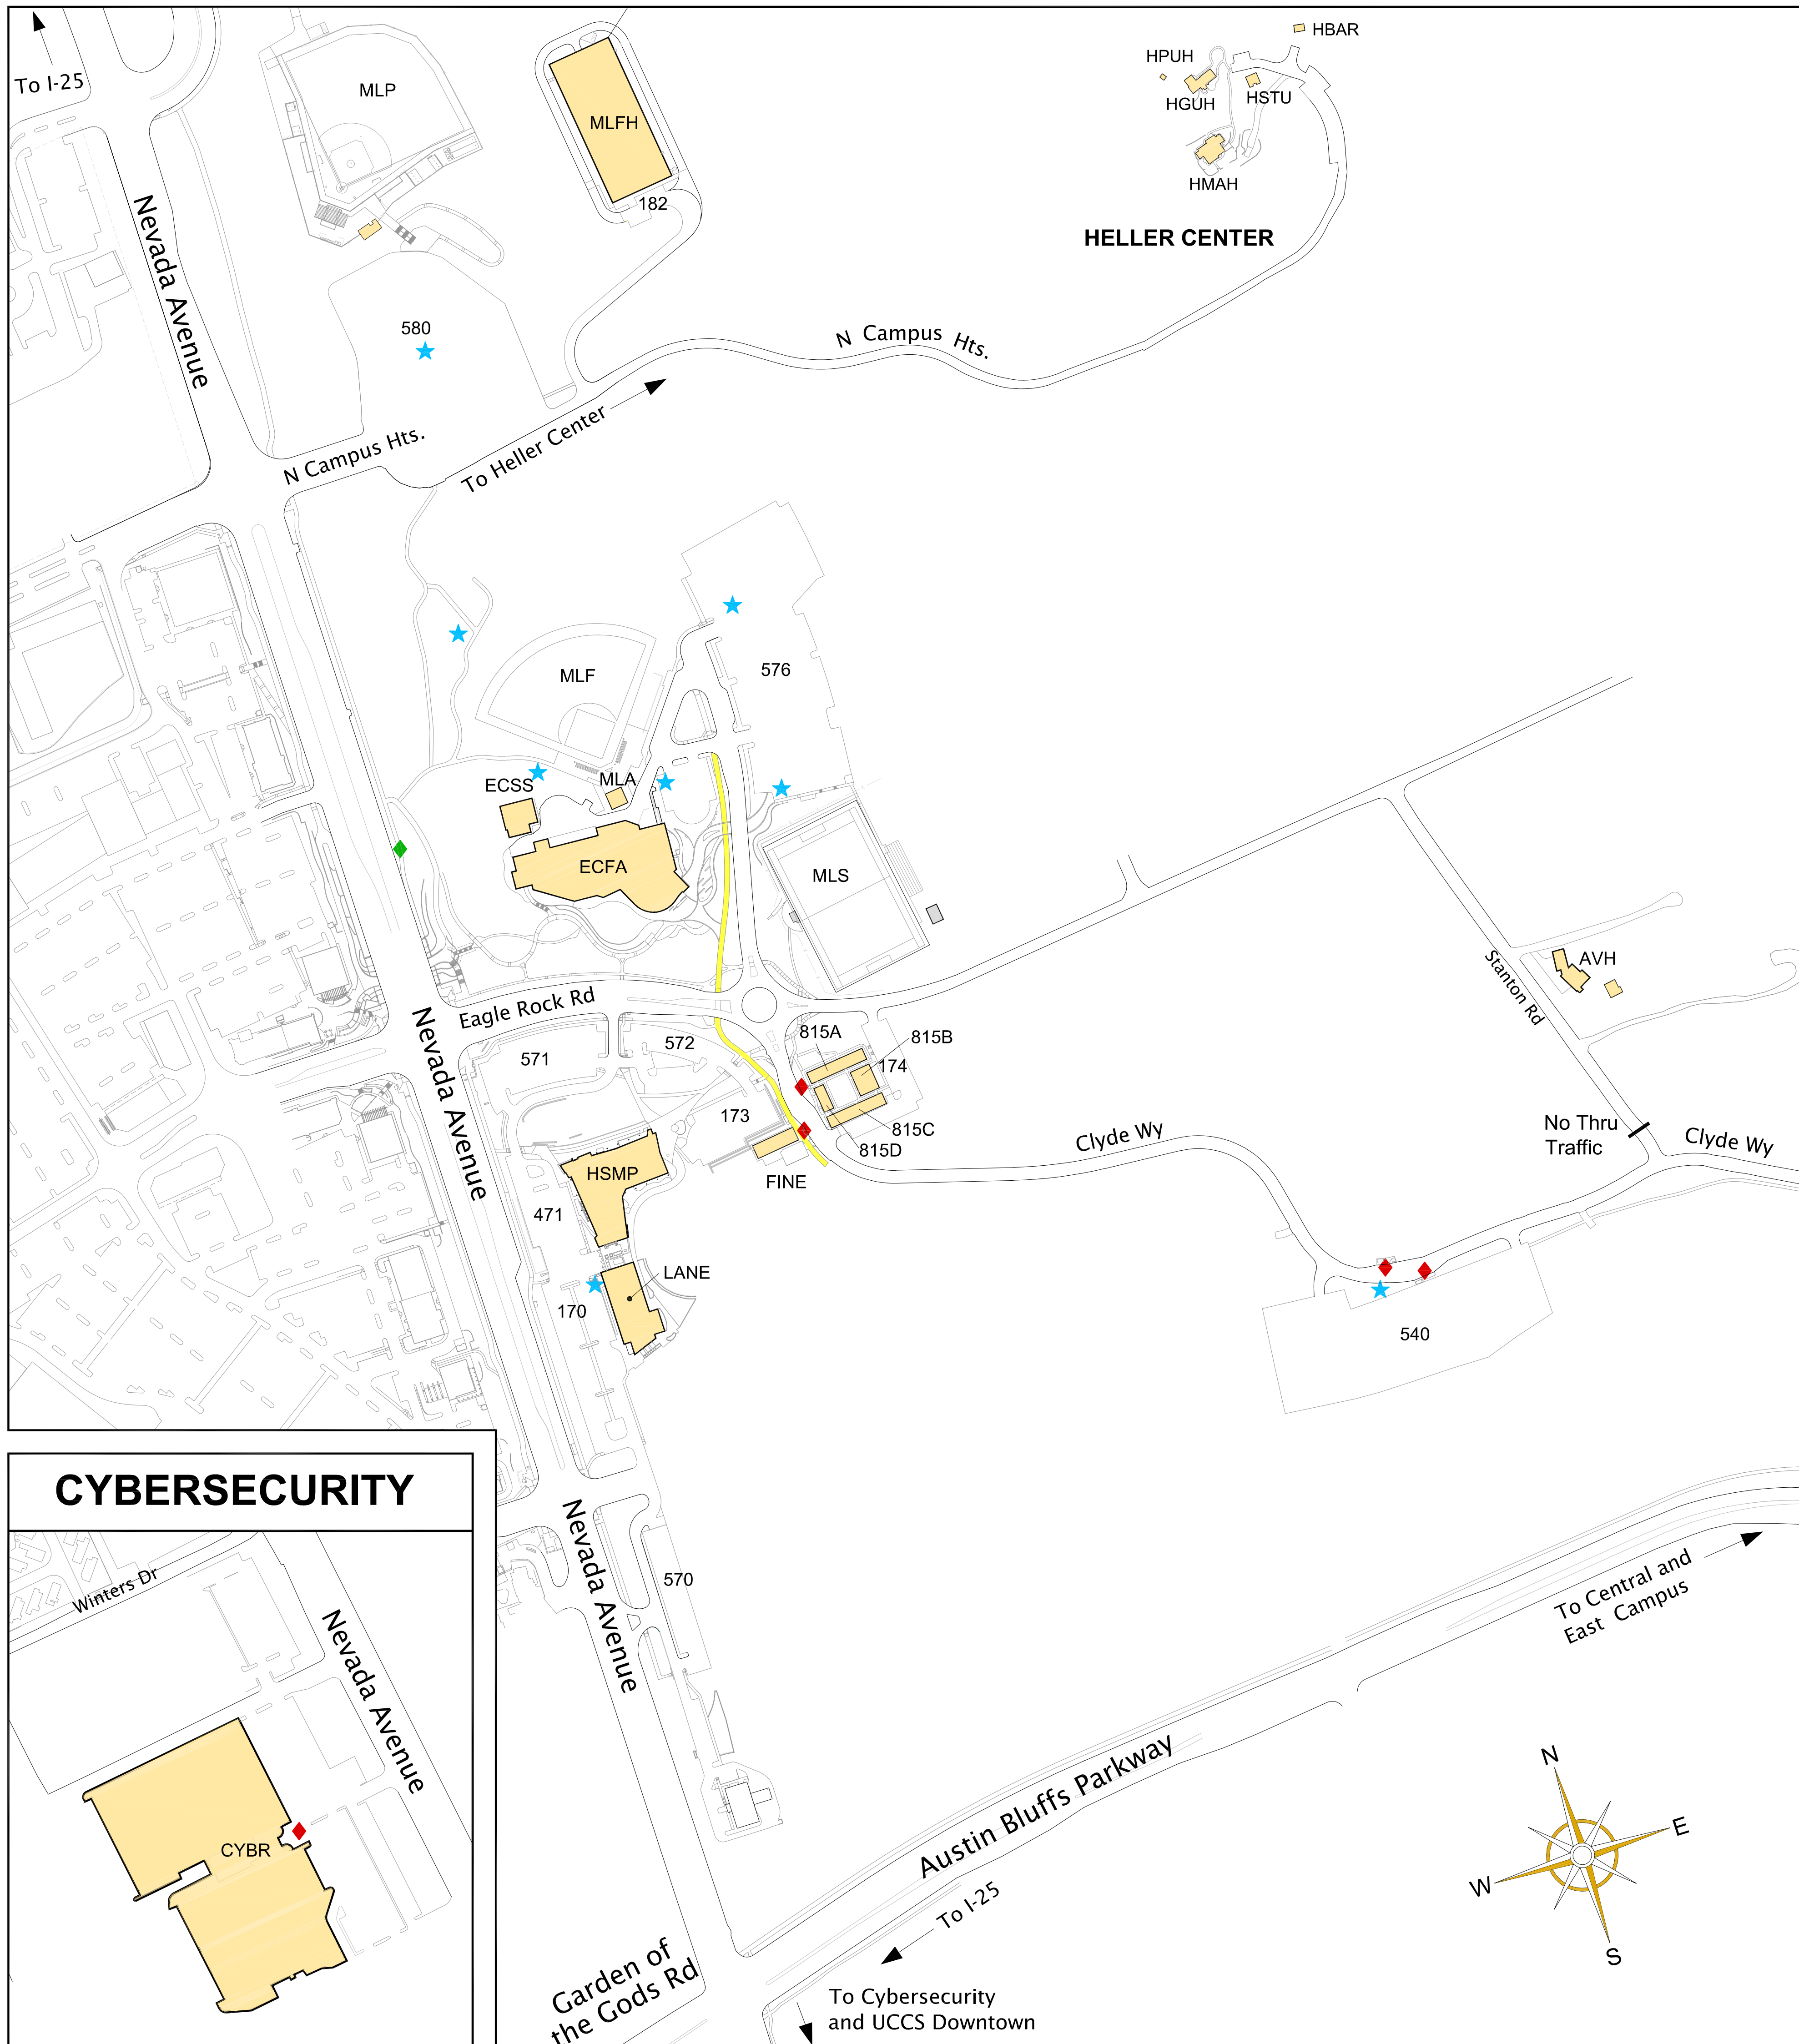 To I-25
MLP
MLFH
182
HBAR
HPUH
HGUH
HSTU
HMAH
HELLER CENTER
Nevada Avenue
580
N Campus Hts.
N Campus Hts.
To Heller Center
MLF
576
ECSS
MLA
ECFA
MLS
AVH
Stanton Rd
Eagle Rock Rd
Nevada Avenue
571
572
815A
815B
174
173
815C
815D
FINE
Clyde Wy
No Thru
Traffic
Clyde Wy
HSMP
471
LANE
170
540
CYBERSECURITY
Winters Dr
Nevada Avenue
CYBR
Nevada Avenue
570
To Central and
East Campus
Austin Bluffs Parkway
To I-25
Garden of
the Gods Rd
To Cybersecurity
and UCCS Downtown
N
E
W
S